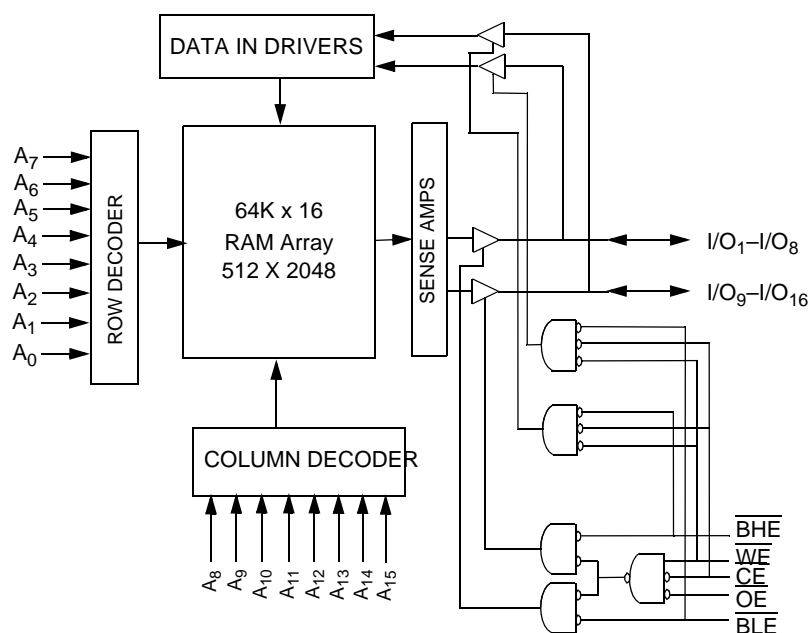 DATA IN DRIVERS
A7
A6
A5
A4
A3
A2
A1
A0
ROW DECODER
64K x 16
RAM Array
512 X 2048
SENSE AMPS
I/O1–I/O8
I/O9–I/O16
COLUMN DECODER
A8
A9
A10
A11
A12
A13
A14
A15
BHE
WE
CE
OE
BLE